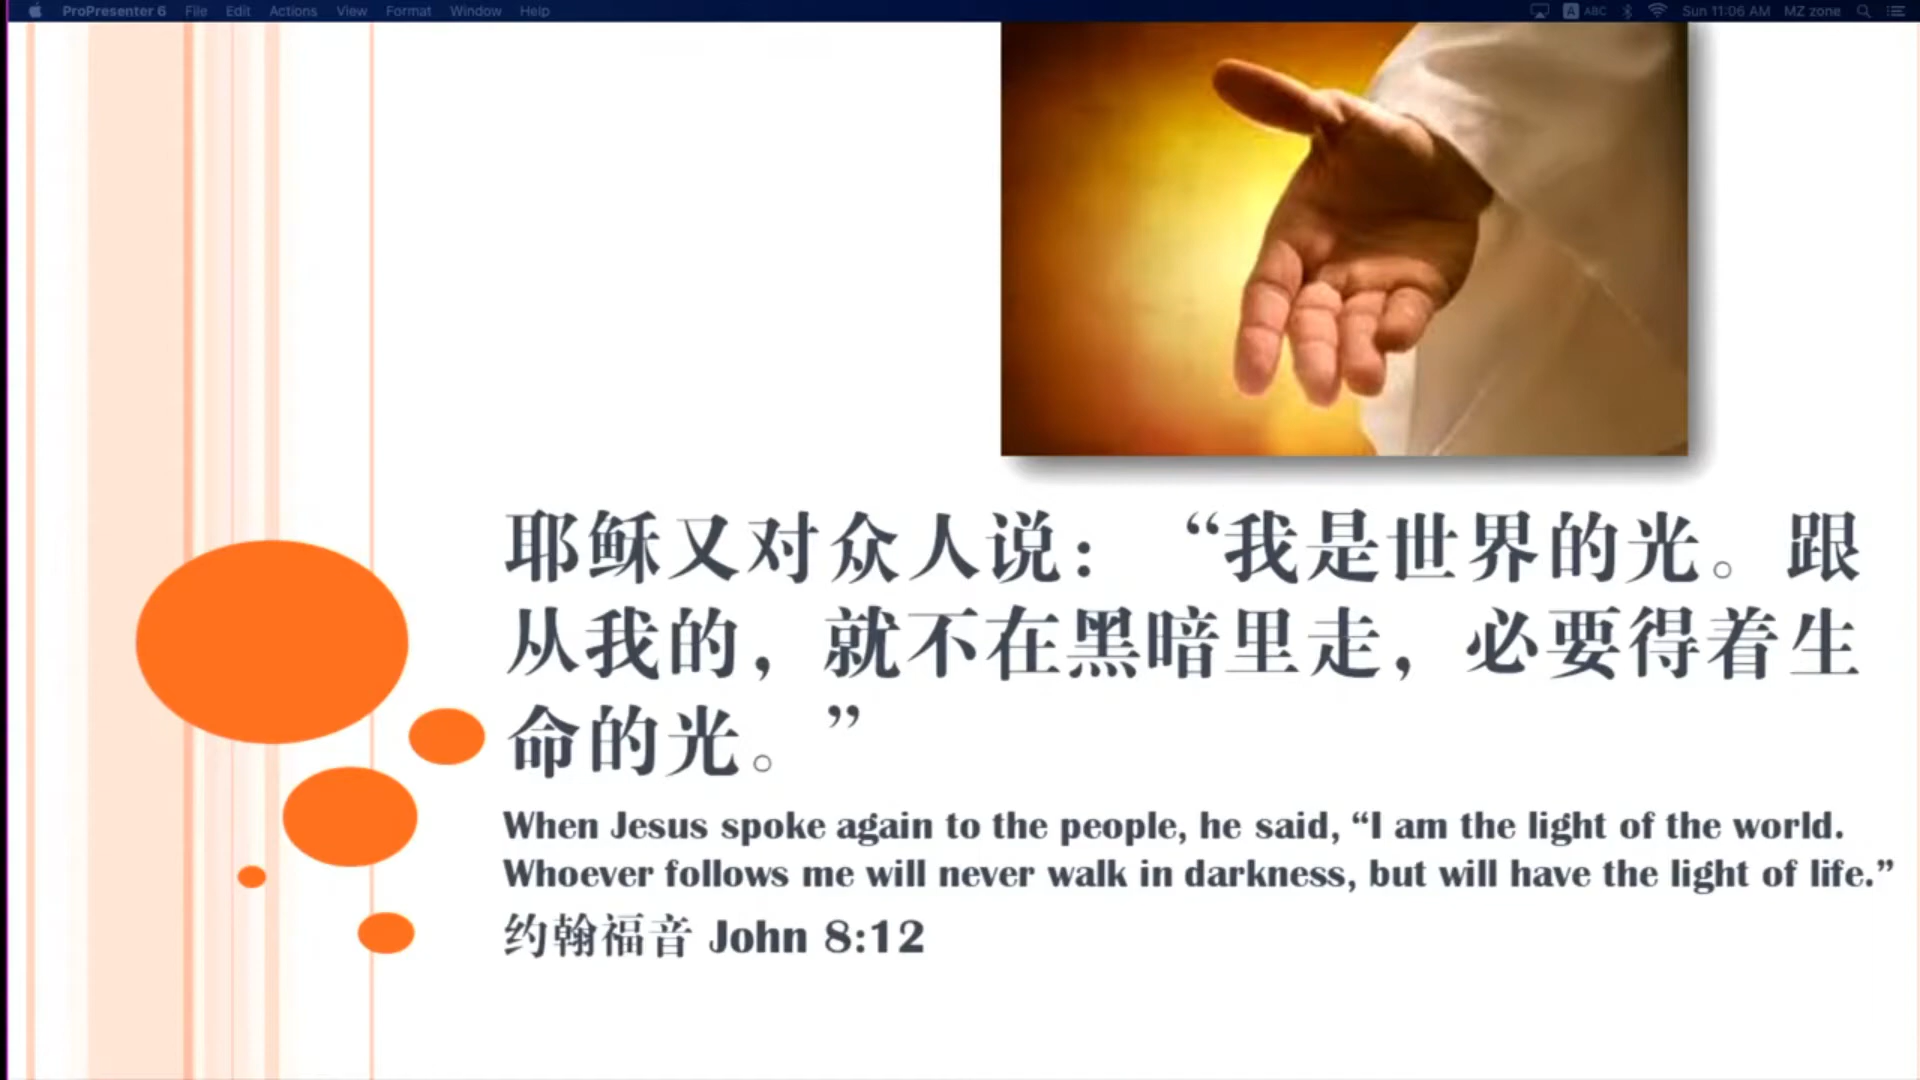 ProPresenter 6 File Edit Actions View Format Window Help A ABC Sun 11:06 AM MZ zone
耶稣又对众人说：“我是世界的光。跟
从我的，就不在黑暗里走，必要得着生
命的光。”
When Jesus spoke again to the people, he said, “I am the light of the world.
Whoever follows me will never walk in darkness, but will have the light of life.”
约翰福音 John 8:12